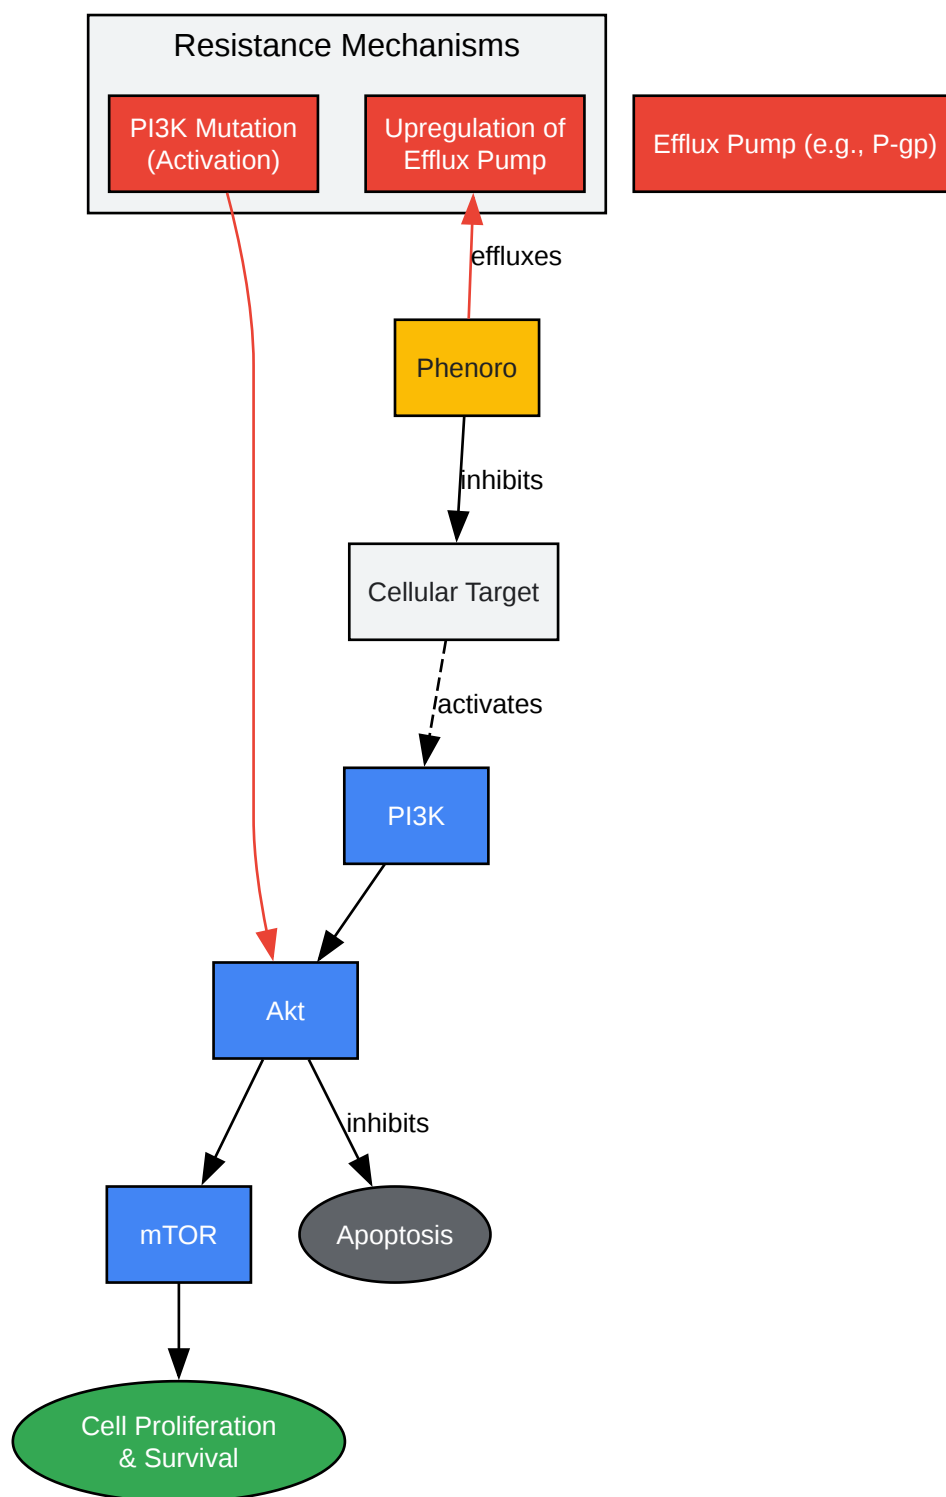 Resistance Mechanisms
PI3K Mutation
(Activation)
Upregulation of
Efflux Pump
Efflux Pump (e.g., P-gp)
effluxes
Phenoro
inhibits
Cellular Target
activates
PI3K
Akt
inhibits
mTOR
Apoptosis
Cell Proliferation
& Survival